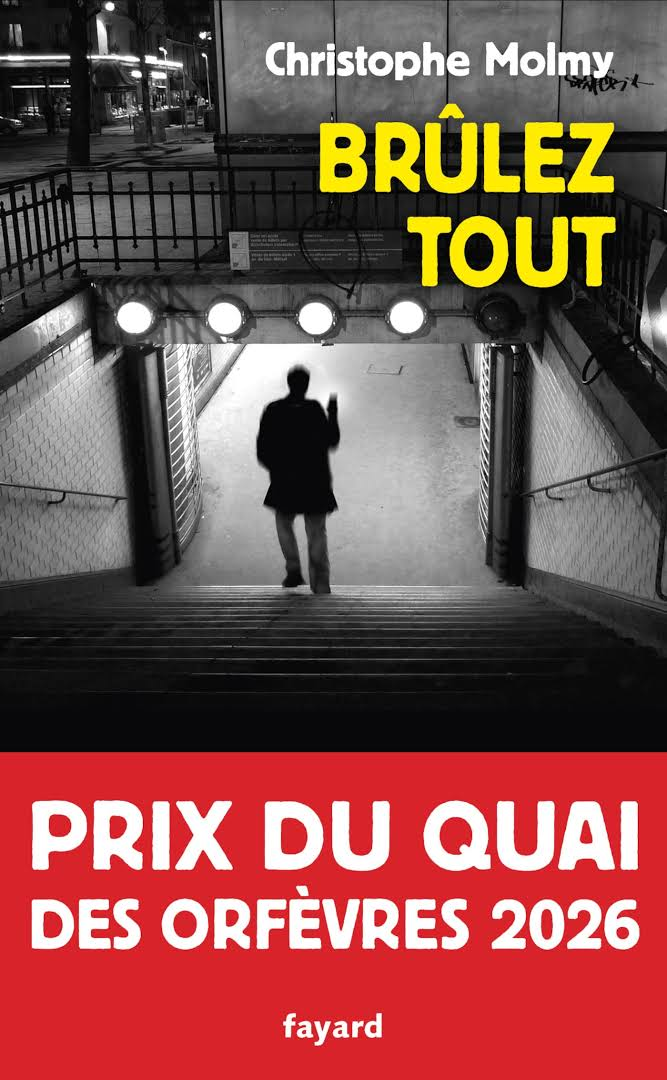 Christophe Molmy
BRÛLEZ
TOUT
PRIX DU QUAI
DES ORFÈVRES 2026
fayard